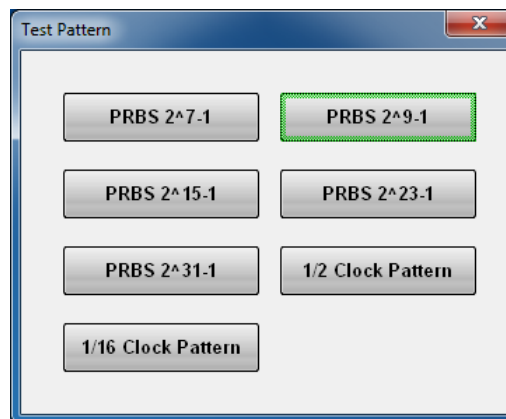 Test Pattern
PRBS 2^7-1
PRBS 2^9-1
PRBS 2^15-1
PRBS 2^23-1
PRBS 2^31-1
1/2 Clock Pattern
1/16 Clock Pattern